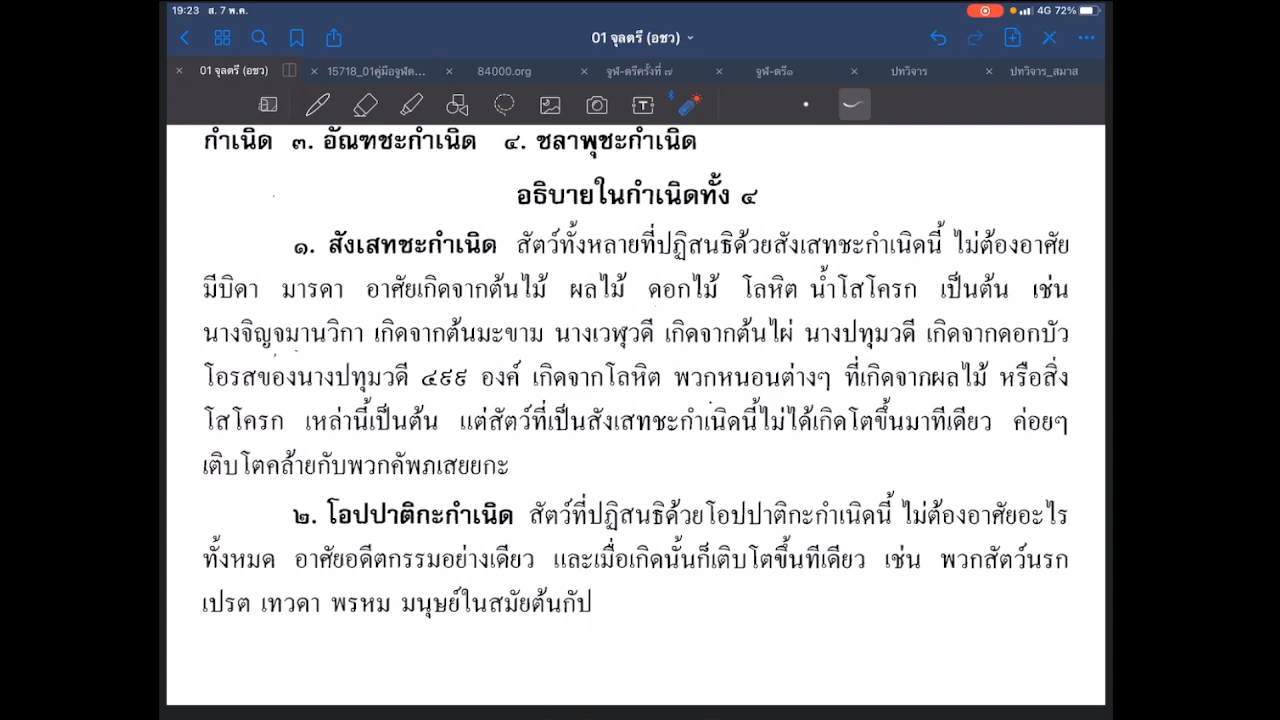 19:23 ส. 7 พ.ค.
4G 72%
01 จุลตรี (อชว)
01 จุลตรี (อชว)
15718_01คู่มือจูฬต...
84000.org
จูฬ-ตรีครั้งที่ ๗
จูฬ-ตรี๑
ปทวิจาร
ปทวิจาร_สมาส
กำเนิด ๓. อัณฑชะกำเนิด ๔. ชลาพุชะกำเนิด
อธิบายในกำเนิดทั้ง ๔
๑. สังเสทชะกำเนิด สัตว์ทั้งหลายที่ปฏิสนธิด้วยสังเสทชะกำเนิดนี้ ไม่ต้องอาศัย
มีบิดา มารดา อาศัยเกิดจากต้นไม้ ผลไม้ ดอกไม้ โลหิต น้ำโสโครก เป็นต้น เช่น
นางจิญจมานวิกา เกิดจากต้นมะขาม นางเวฬุวดี เกิดจากต้นไผ่ นางปทุมวดี เกิดจากดอกบัว
โอรสของนางปทุมวดี ๔๙๙ องค์ เกิดจากโลหิต พวกหนอนต่างๆ ที่เกิดจากผลไม้ หรือสิ่ง
โสโครก เหล่านี้เป็นต้น แต่สัตว์ที่เป็นสังเสทชะกำเนิดนี้ไม่ได้เกิดโตขึ้นมาทีเดียว ค่อยๆ
เติบโตคล้ายกับพวกคัพภเสยยกะ
๒. โอปปาติกะกำเนิด สัตว์ที่ปฏิสนธิด้วยโอปปาติกะกำเนิดนี้ ไม่ต้องอาศัยอะไร
ทั้งหมด อาศัยอดีตกรรมอย่างเดียว และเมื่อเกิดนั้นก็เติบโตขึ้นทีเดียว เช่น พวกสัตว์นรก
เปรต เทวดา พรหม มนุษย์ในสมัยต้นกัป